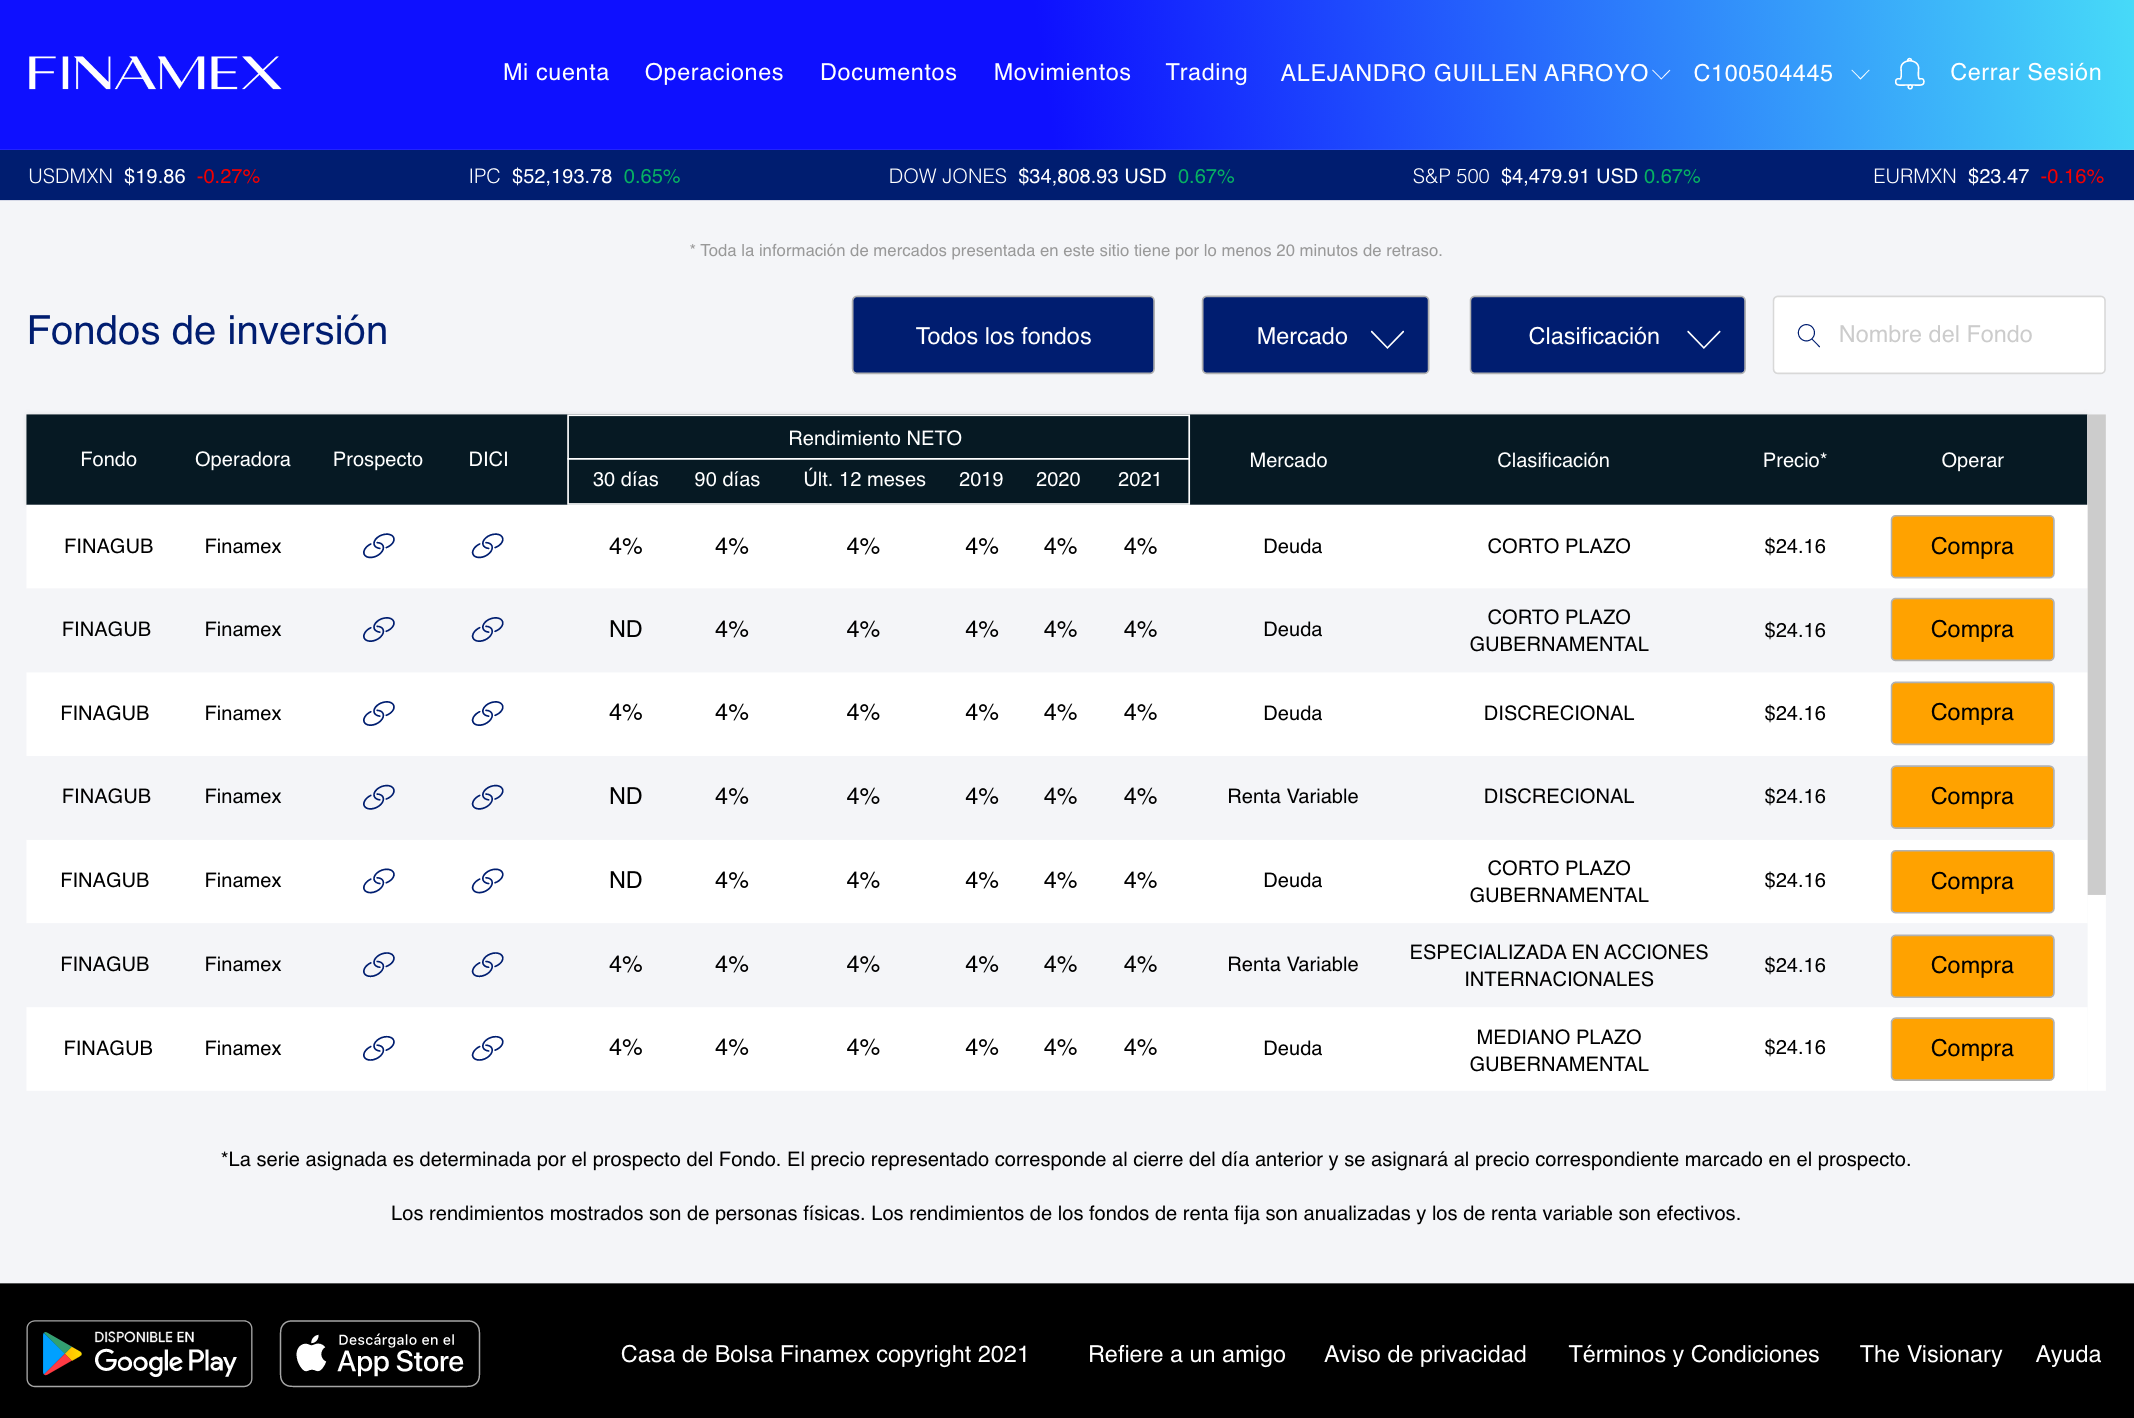 FINAMEX
Mi cuenta Operaciones Documentos Movimientos Trading ALEJANDRO GUILLEN ARROYO C100504445 Cerrar Sesión
USDMXN $19.86 -0.27% IPC $52,193.78 0.65% DOW JONES $34,808.93 USD 0.67% S&P 500 $4,479.91 USD 0.67% EURMXN $23.47 -0.16%
* Toda la información de mercados presentada en este sitio tiene por lo menos 20 minutos de retraso.
Fondos de inversión Todos los fondos Mercado Clasificación Nombre del Fondo
Rendimiento NETO
Fondo Operadora Prospecto DICI Mercado Clasificación Precio* Operar
30 días 90 días Últ. 12 meses 2019 2020 2021
FINAGUB Finamex 4% 4% 4% 4% 4% 4% Deuda CORTO PLAZO $24.16 Compra
CORTO PLAZO
FINAGUB Finamex ND 4% 4% 4% 4% 4% Deuda $24.16 Compra
GUBERNAMENTAL
FINAGUB Finamex 4% 4% 4% 4% 4% 4% Deuda DISCRECIONAL $24.16 Compra
FINAGUB Finamex ND 4% 4% 4% 4% 4% Renta Variable DISCRECIONAL $24.16 Compra
CORTO PLAZO
FINAGUB Finamex ND 4% 4% 4% 4% 4% Deuda $24.16 Compra
GUBERNAMENTAL
ESPECIALIZADA EN ACCIONES
FINAGUB Finamex 4% 4% 4% 4% 4% 4% Renta Variable $24.16 Compra
INTERNACIONALES
MEDIANO PLAZO
FINAGUB Finamex 4% 4% 4% 4% 4% 4% Deuda $24.16 Compra
GUBERNAMENTAL
*La serie asignada es determinada por el prospecto del Fondo. El precio representado corresponde al cierre del día anterior y se asignará al precio correspondiente marcado en el prospecto.
Los rendimientos mostrados son de personas físicas. Los rendimientos de los fondos de renta fija son anualizadas y los de renta variable son efectivos.
DISPONIBLE EN
Google Play
Descárgalo en el
App Store
Casa de Bolsa Finamex copyright 2021 Refiere a un amigo Aviso de privacidad Términos y Condiciones The Visionary Ayuda